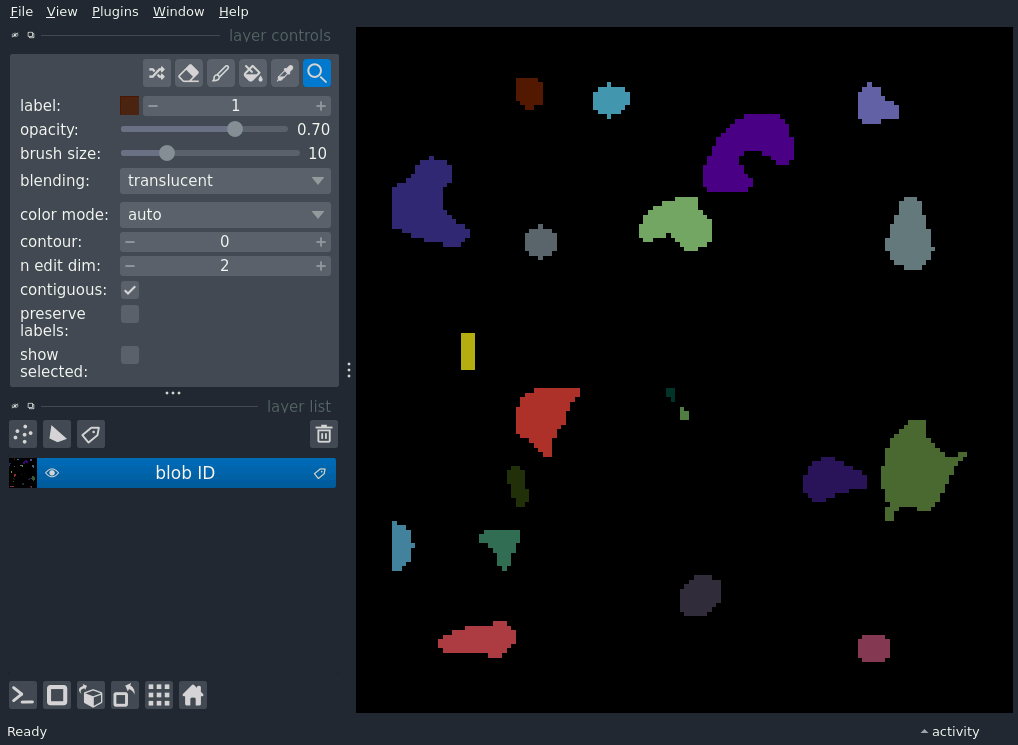 File View Plugins Window Help
layer controls
label: 1
opacity: 0.70
brush size: 10
blending: translucent
color mode: auto
contour: 0
n edit dim: 2
contiguous:
preserve
labels:
show
selected:
layer list
blob ID
Ready
activity